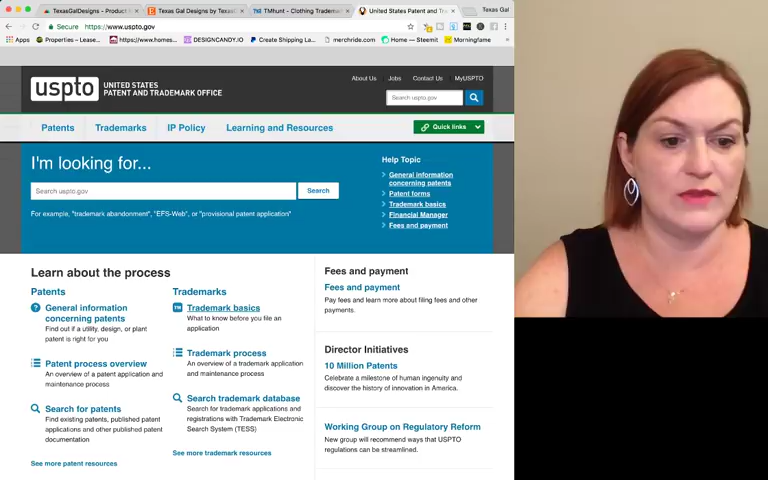 TexasGalDesigns - Product M
Texas Gal Designs by TexasG
TMhunt - Clothing Trademark
United States Patent and Tra
Texas Gal
Secure https://www.uspto.gov
Apps
Properties – Lease...
https://www.homes...
DESIGNCANDY.IO
Create Shipping La...
merchride.com
Home — Steemit
Morningfame
About Us
Jobs
Contact Us
MyUSPTO
uspto
UNITED STATES
PATENT AND TRADEMARK OFFICE
Search uspto.gov
Patents
Trademarks
IP Policy
Learning and Resources
Quick links
I'm looking for...
Search uspto.gov
Search
For example, "trademark abandonment", "EFS-Web", or "provisional patent application"
Help Topic
General information
concerning patents
Patent forms
Trademark basics
Financial Manager
Fees and payment
Learn about the process
Patents
General information
concerning patents
Find out if a utility, design, or plant
patent is right for you
Patent process overview
An overview of a patent application and
maintenance process
Search for patents
Find existing patents, published patent
applications and other published patent
documentation
See more patent resources
Trademarks
Trademark basics
What to know before you file an
application
Trademark process
An overview of a trademark application
and maintenance process
Search trademark database
Search for trademark applications and
registrations with Trademark Electronic
Search System (TESS)
See more trademark resources
Fees and payment
Fees and payment
Pay fees and learn more about filing fees and other
payments.
Director Initiatives
10 Million Patents
Celebrate a milestone of human ingenuity and
discover the history of innovation in America.
Working Group on Regulatory Reform
New group will recommend ways that USPTO
regulations can be streamlined.